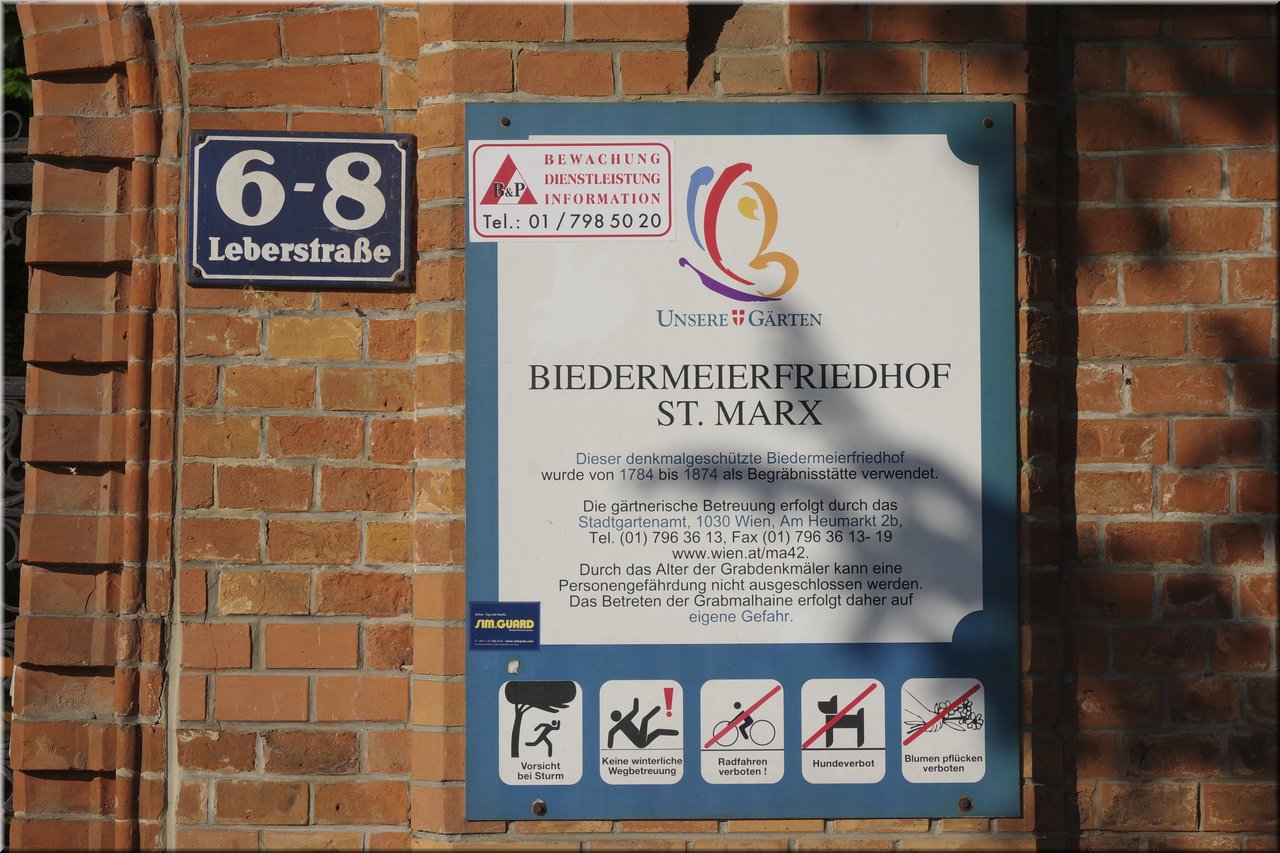 6-8
Leberstraße
BEWACHUNG
DIENSTLEISTUNG
INFORMATION
B&P
Tel.: 01/798 50 20
UNSERE GÄRTEN
BIEDERMEIERFRIEDHOF
ST. MARX
Dieser denkmalgeschützte Biedermeierfriedhof
wurde von 1784 bis 1874 als Begräbnisstätte verwendet.
Die gärtnerische Betreuung erfolgt durch das
Stadtgartenamt, 1030 Wien, Am Heumarkt 2b,
Tel. (01) 796 36 13, Fax (01) 796 36 13- 19
www.wien.at/ma42.
Durch das Alter der Grabdenkmäler kann eine
Personengefährdung nicht ausgeschlossen werden.
Das Betreten der Grabmalhaine erfolgt daher auf
eigene Gefahr.
SIM.GUARD
Vorsicht
bei Sturm
!
Keine winterliche
Wegbetreuung
Radfahren
verboten !
Hundeverbot
Blumen pflücken
verboten